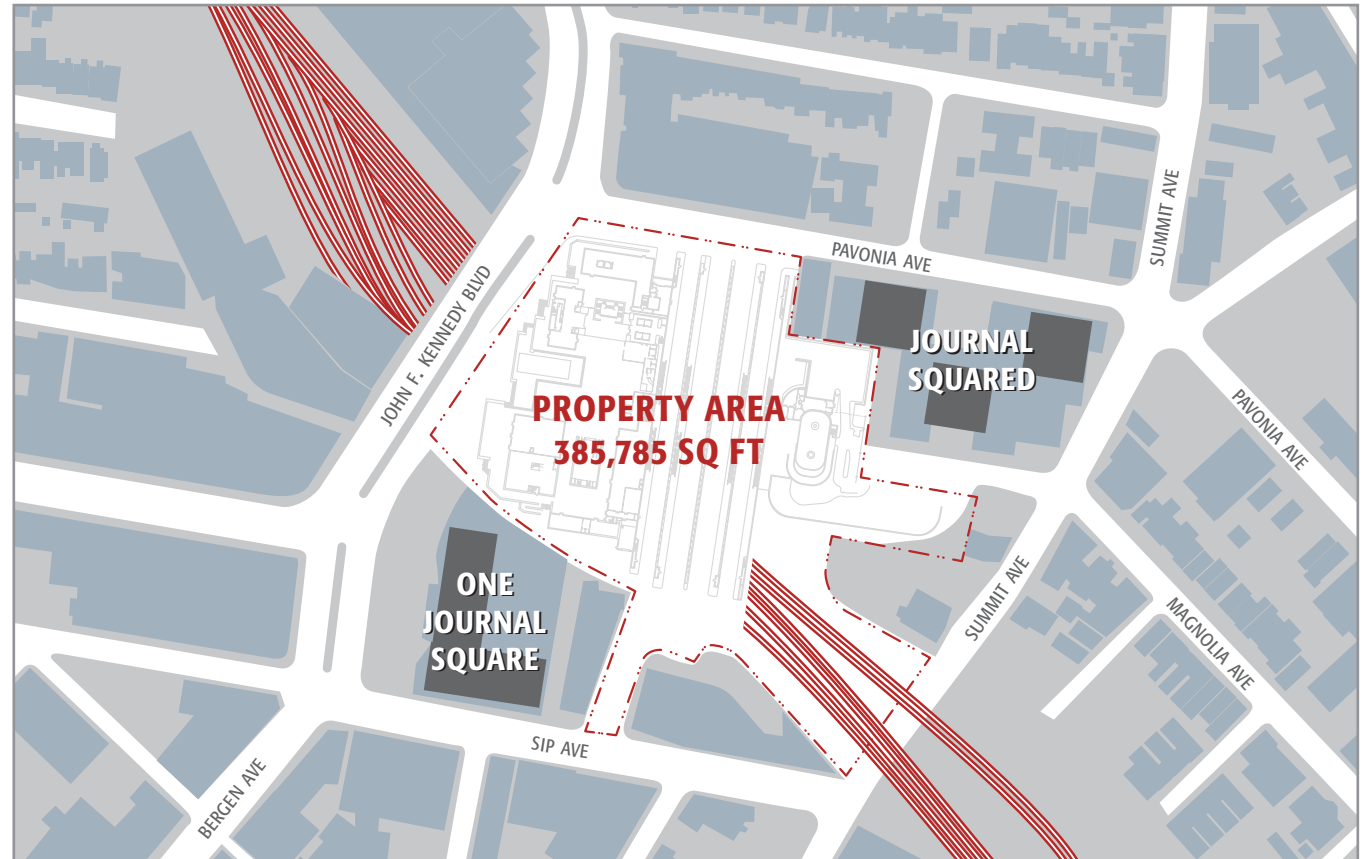 SUMMIT AVE
PAVONIA AVE
JOHN F. KENNEDY BLVD
JOURNAL
SQUARED
PROPERTY AREA
385,785 SQ FT
PAVONIA AVE
ONE
JOURNAL
SQUARE
SUMMIT AVE
MAGNOLIA AVE
SIP AVE
BERGEN AVE